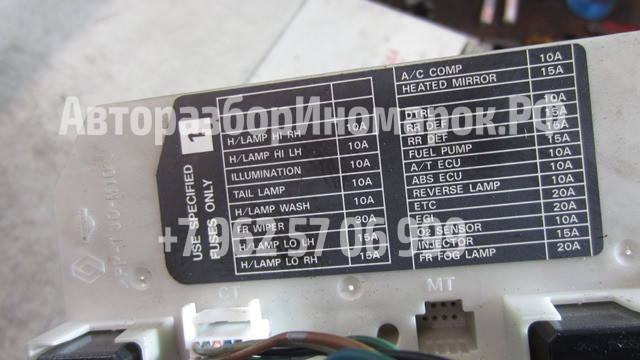 USE SPECIFIED
FUSES ONLY
1
H/LAMP HI RH 10A
H/LAMP HI LH 10A
ILLUMINATION 10A
TAIL LAMP 10A
H/LAMP WASH 10A
FR WIPER 30A
H/LAMP LO LH 15A
H/LAMP LO RH 15A
A/C COMP 10A
HEATED MIRROR 15A
10A
DTRL 15A
RR DEF 15A
RR DEF 15A
FUEL PUMP 10A
A/T ECU 10A
ABS ECU 10A
REVERSE LAMP 20A
ETC 20A
EGI 10A
O2 SENSOR 15A
INJECTOR 20A
FR FOG LAMP
АвторазборИномарок.РФ
CT
MT